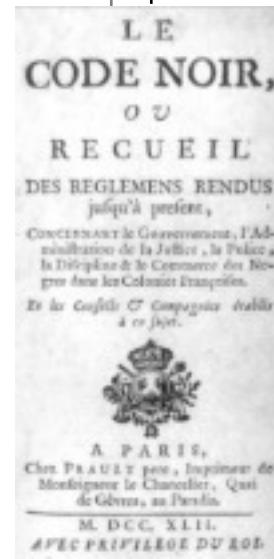 LE
CODE NOIR,
OU
RECUEIL
DES REGLEMENS RENDUS
jusqu'à present,
CONCERNANT le Gouvernement, l'Ad-
ministration de la Justice, la Police,
la Discipline & le Commerce des Ne-
gres dans les Colonies Françoises.
Et les Conseils & Compagnies établis
à ce sujet.
A PARIS,
Chez PRAULT pere, Imprimeur de
Monseigneur le Chancelier, Quai
de Gêvres, au Paradis.
M. DCC. XLII.
AVEC PRIVILEGE DU ROI.